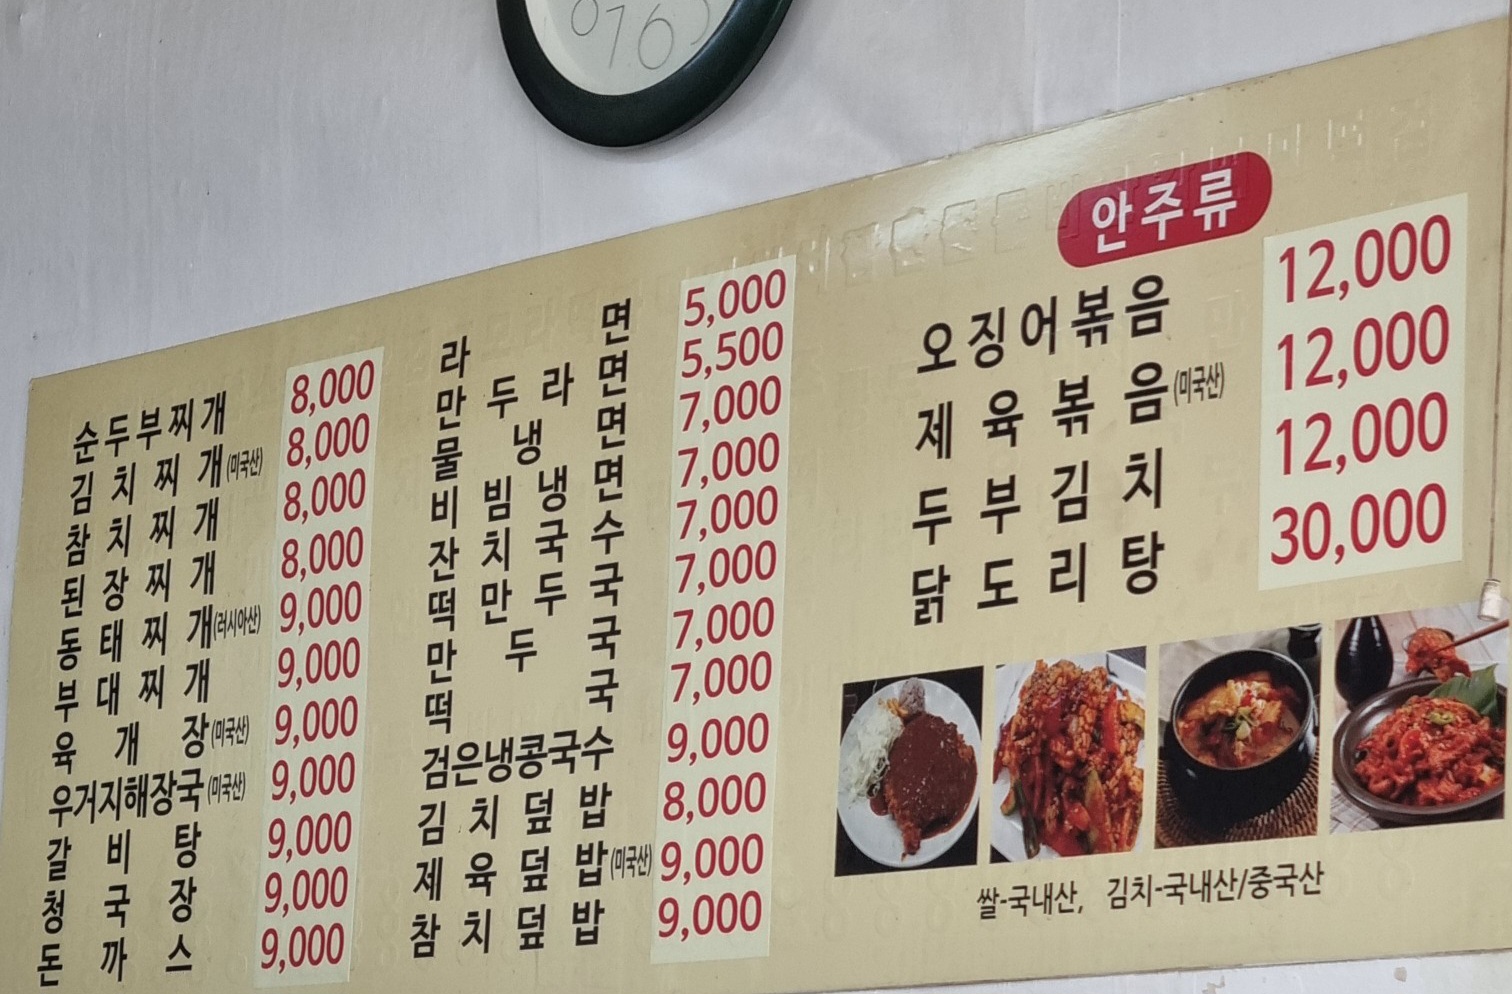 순두부찌개 8,000
김치찌개(미국산) 8,000
참치찌개 8,000
된장찌개 8,000
동태찌개(러시아산) 9,000
부대찌개 9,000
육개장(미국산) 9,000
우거지해장국(미국산) 9,000
갈비탕 9,000
청국장 9,000
돈까스 9,000
라면 5,000
만두라면 5,500
물냉면 7,000
비빔냉면 7,000
잔치국수 7,000
떡만두국 7,000
만두국 7,000
떡국 7,000
검은냉콩국수 9,000
김치덮밥 8,000
제육덮밥(미국산) 9,000
참치덮밥 9,000
안주류
오징어볶음 12,000
제육볶음(미국산) 12,000
두부김치 12,000
닭도리탕 30,000
쌀-국내산, 김치-국내산/중국산